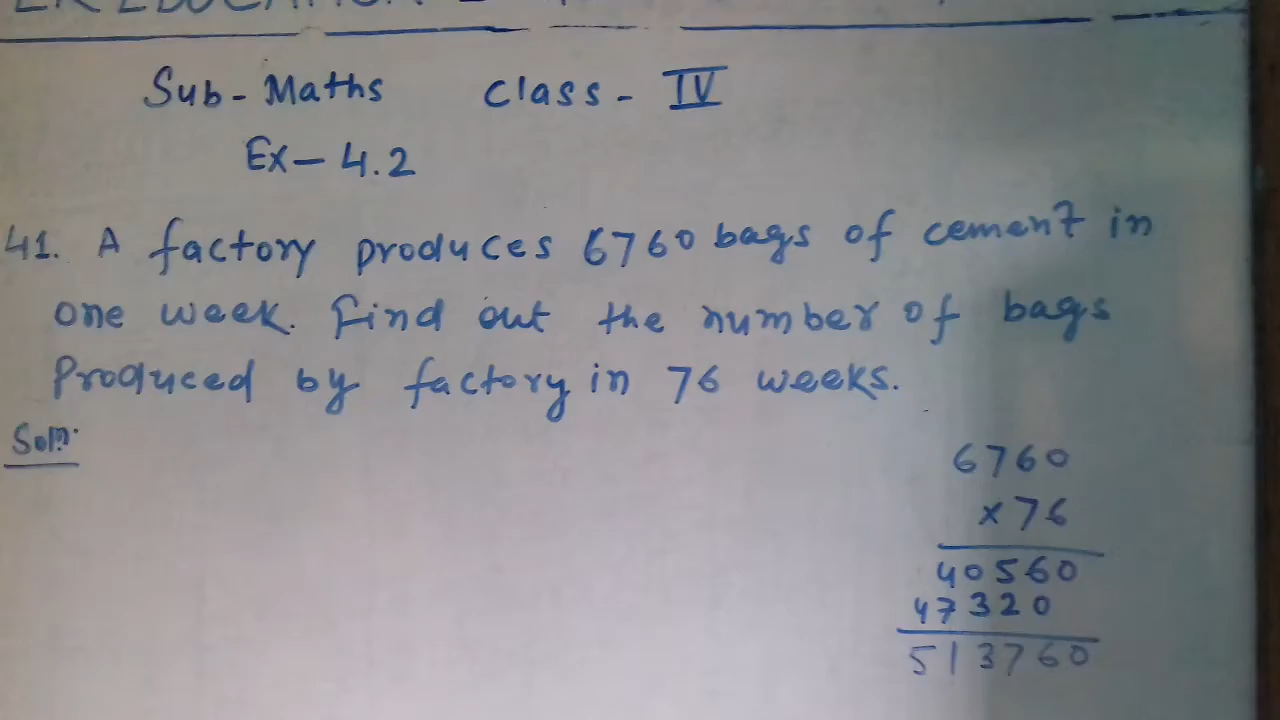 Sub- Maths Class- IV
Ex- 4.2
41. A factory produces 6760 bags of cement in
one week. Find out the number of bags
Produced by factory in 76 weeks.
Soln.
6760
x 76
40560
47320
513760